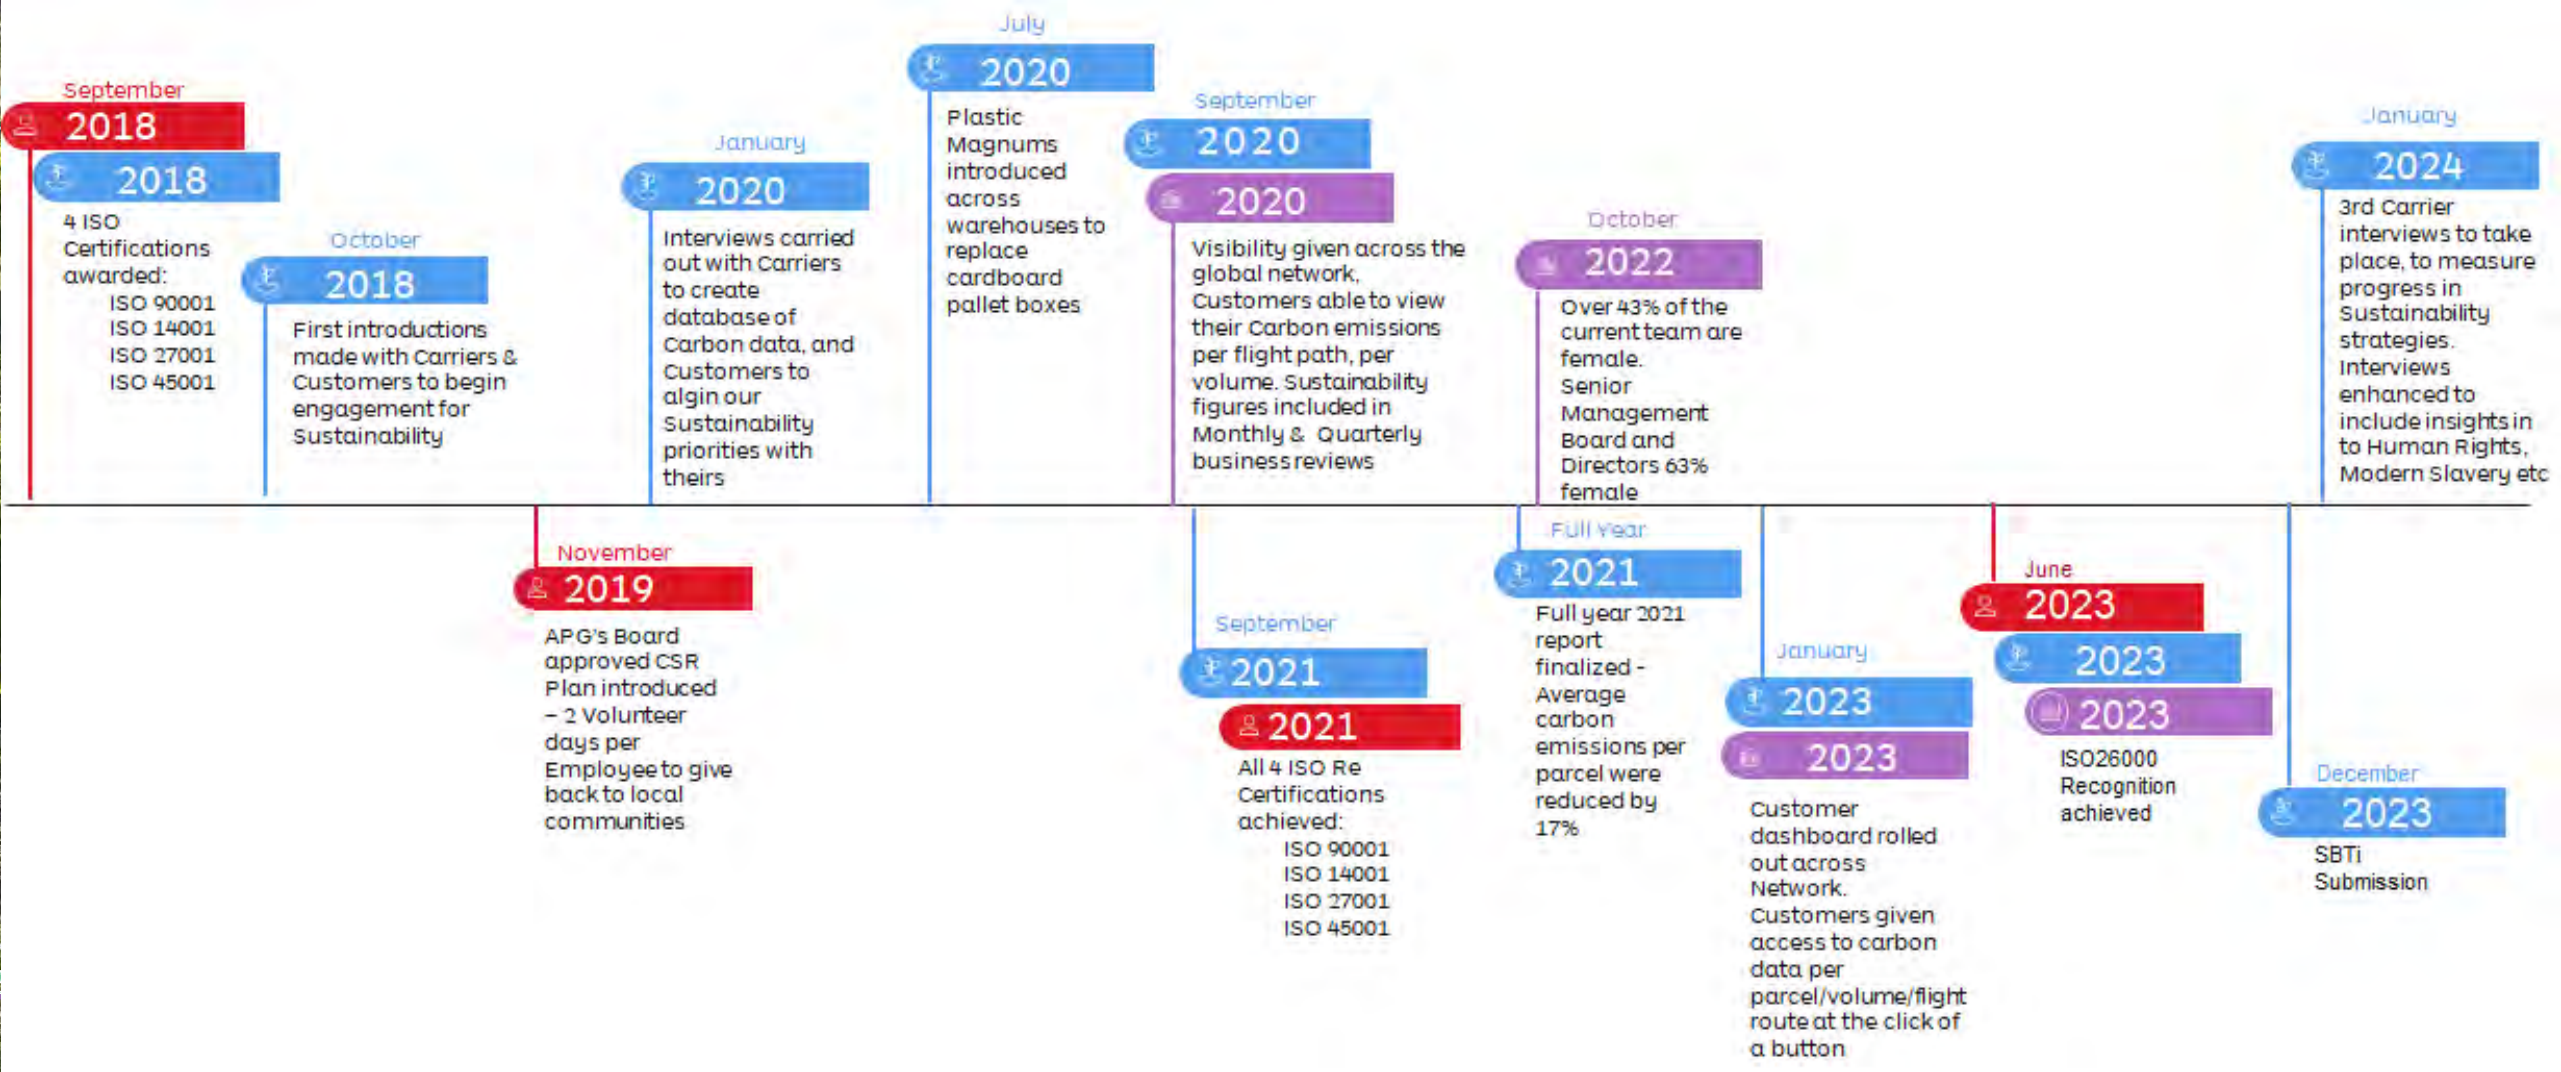 September
2018
2018
4 ISO
Certifications
awarded:
ISO 90001
ISO 14001
ISO 27001
ISO 45001
October
2018
First introductions
made with Carriers &
Customers to begin
engagement for
Sustainability
November
2019
APG's Board
approved CSR
Plan introduced
– 2 Volunteer
days per
Employee to give
back to local
communities
January
2020
Interviews carried
out with Carriers
to create
database of
Carbon data, and
Customers to
algin our
Sustainability
priorities with
theirs
July
2020
Plastic
Magnums
introduced
across
warehouses to
replace
cardboard
pallet boxes
September
2020
2020
Visibility given across the
global network,
Customers able to view
their Carbon emissions
per flight path, per
volume. Sustainability
figures included in
Monthly & Quarterly
business reviews
September
2021
2021
All 4 ISO Re
Certifications
achieved:
ISO 90001
ISO 14001
ISO 27001
ISO 45001
October
2022
Over 43% of the
current team are
female.
Senior
Management
Board and
Directors 63%
female
Full Year
2021
Full year 2021
report
finalized -
Average
carbon
emissions per
parcel were
reduced by
17%
January
2023
2023
Customer
dashboard rolled
out across
Network.
Customers given
access to carbon
data per
parcel/volume/flight
route at the click of
a button
June
2023
2023
2023
ISO26000
Recognition
achieved
December
2023
SBTi
Submission
January
2024
3rd Carrier
interviews to take
place, to measure
progress in
Sustainability
strategies.
Interviews
enhanced to
include insights in
to Human Rights,
Modern Slavery etc